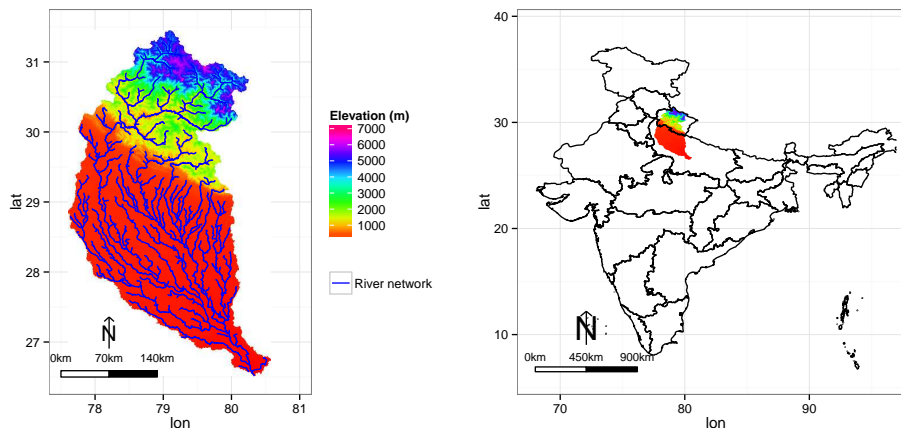 31
30
29
28
27
lat
N
0km 70km 140km
78 79 80 81
lon
Elevation (m)
7000
6000
5000
4000
3000
2000
1000
River network
40
30
20
10
lat
N
0km 450km 900km
70 80 90
lon